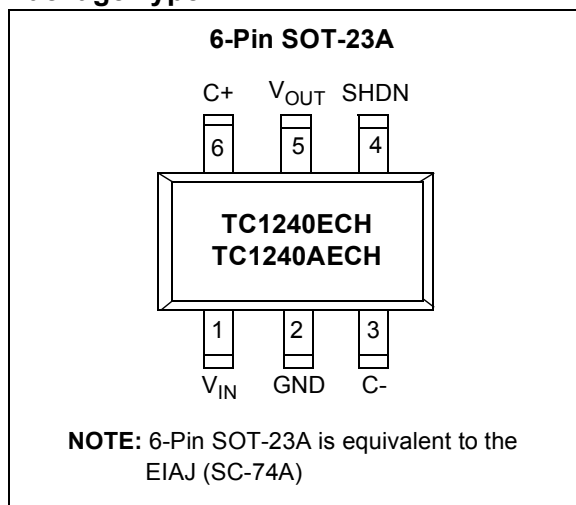 6-Pin SOT-23A
C+ VOUT SHDN
6 5 4
TC1240ECH
TC1240AECH
1 2 3
VIN GND C-
NOTE: 6-Pin SOT-23A is equivalent to the
EIAJ (SC-74A)